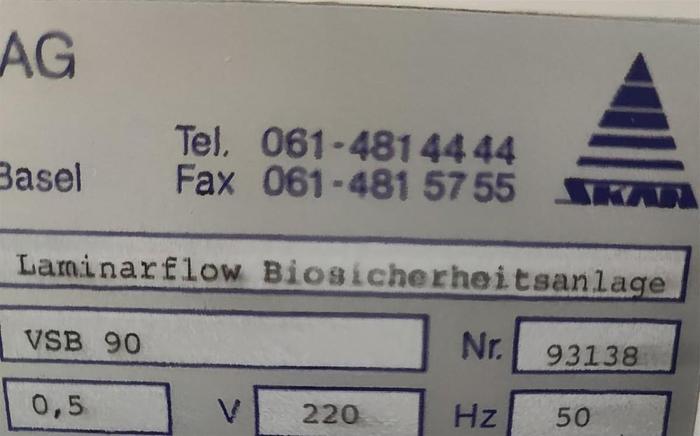 AG
Tel. 061-481 44 44
Basel Fax 061-481 57 55
SKAN
Laminarflow Biosicherheitsanlage
VSB 90 Nr. 93138
0,5 V 220 Hz 50